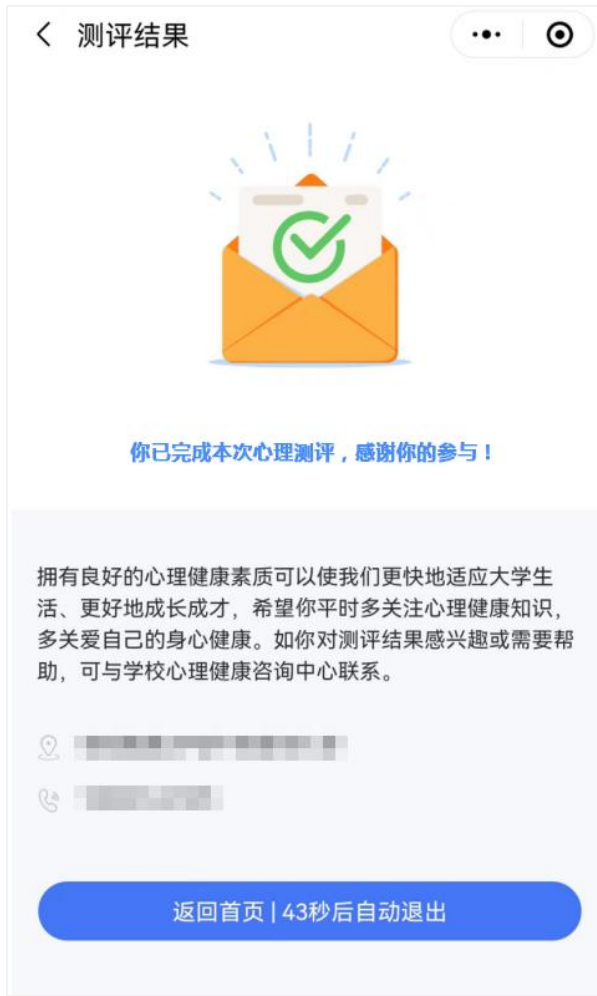 测评结果
你已完成本次心理测评，感谢你的参与！
拥有良好的心理健康素质可以使我们更快地适应大学生
活、更好地成长成才，希望你平时多关注心理健康知识，
多关爱自己的身心健康。如你对测评结果感兴趣或需要帮
助，可与学校心理健康咨询中心联系。
返回首页 | 43秒后自动退出